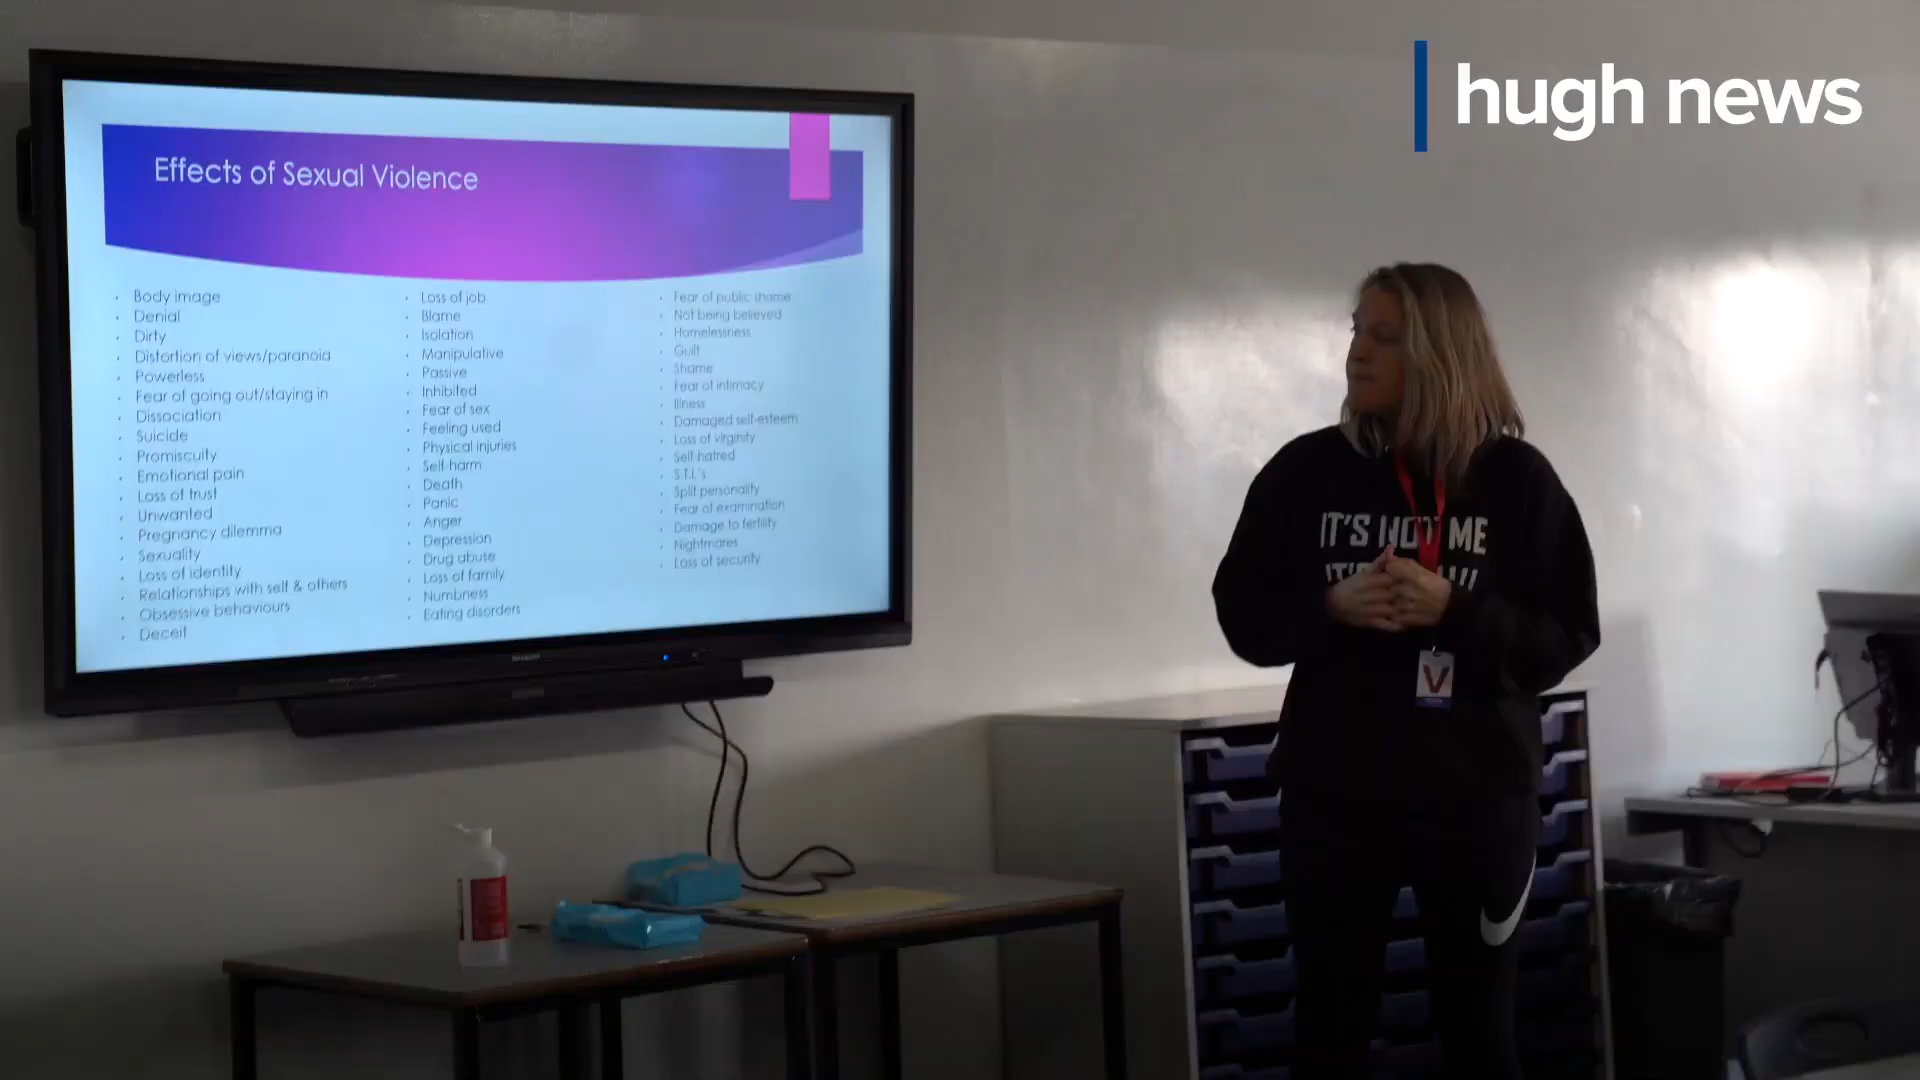 hugh news
Effects of Sexual Violence
Body image
Denial
Dirty
Distortion of views/paranoia
Powerless
Fear of going out/staying in
Dissociation
Suicide
Promiscuity
Emotional pain
Loss of trust
Unwanted
Pregnancy dilemma
Sexuality
Loss of identity
Relationships with self & others
Obsessive behaviours
Deceit
Loss of job
Blame
Isolation
Manipulative
Passive
Inhibited
Fear of sex
Feeling used
Physical injuries
Self-harm
Death
Panic
Anger
Depression
Drug abuse
Loss of family
Numbness
Eating disorders
Fear of public shame
Not being believed
Homelessness
Guilt
Shame
Fear of intimacy
Illness
Damaged self-esteem
Loss of virginity
Self-hatred
S.T.I.'s
Split personality
Fear of examination
Damage to fertility
Nightmares
Loss of security
IT'S NOT ME
V